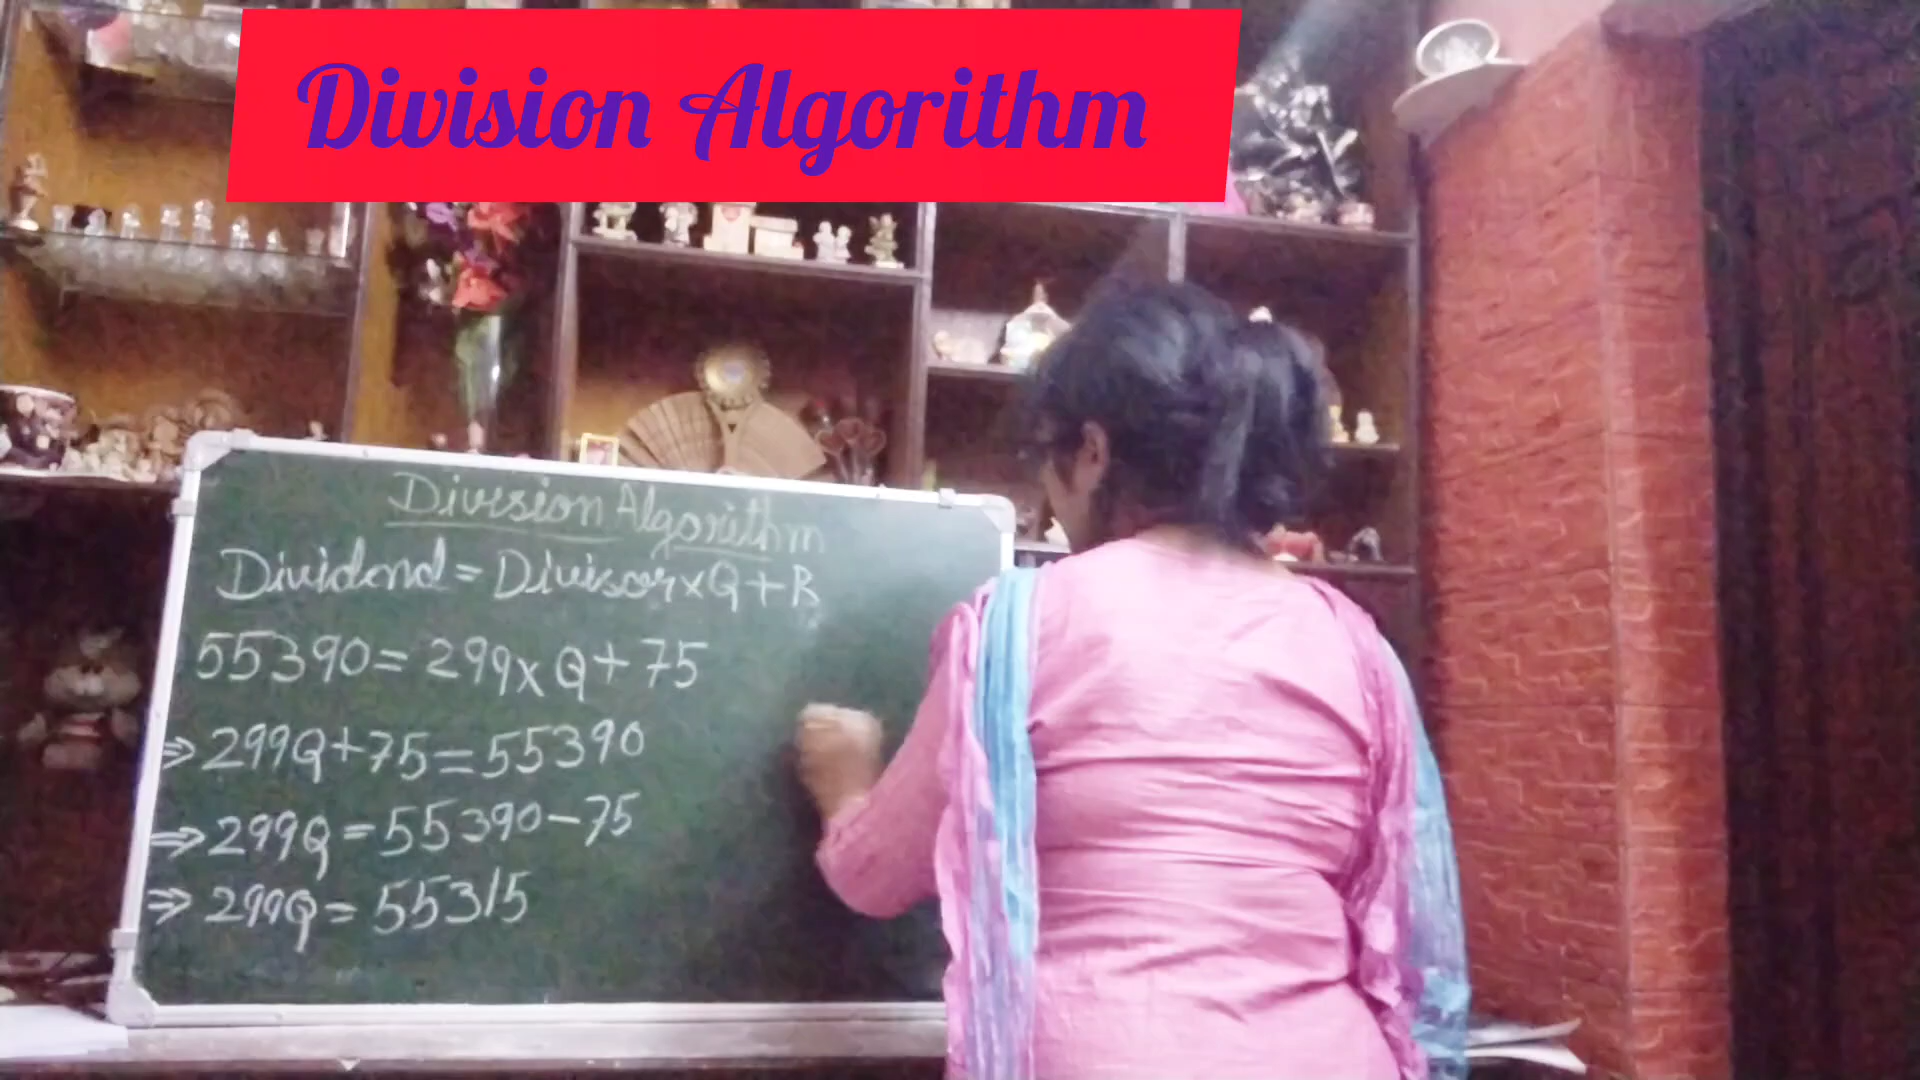 Division Algorithm
Division Algorithm
Dividend = Divisor × Q + R
55390 = 299 × Q + 75
⇒ 299Q + 75 = 55390
⇒ 299Q = 55390 - 75
⇒ 299Q = 55315